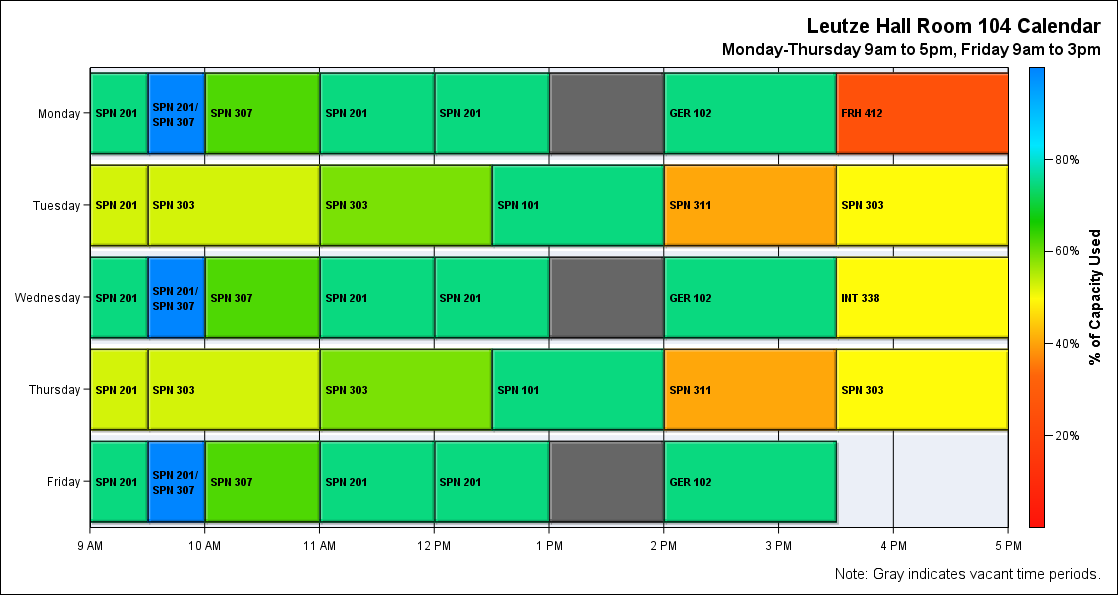 Leutze Hall Room 104 Calendar
Monday-Thursday 9am to 5pm, Friday 9am to 3pm
Monday
SPN 201
SPN 201/
SPN 307
SPN 307
SPN 201
SPN 201
GER 102
FRH 412
Tuesday
SPN 201
SPN 303
SPN 303
SPN 101
SPN 311
SPN 303
Wednesday
SPN 201
SPN 201/
SPN 307
SPN 307
SPN 201
SPN 201
GER 102
INT 338
Thursday
SPN 201
SPN 303
SPN 303
SPN 101
SPN 311
SPN 303
Friday
SPN 201
SPN 201/
SPN 307
SPN 307
SPN 201
SPN 201
GER 102
9 AM
10 AM
11 AM
12 PM
1 PM
2 PM
3 PM
4 PM
5 PM
80%
60%
40%
20%
% of Capacity Used
Note: Gray indicates vacant time periods.